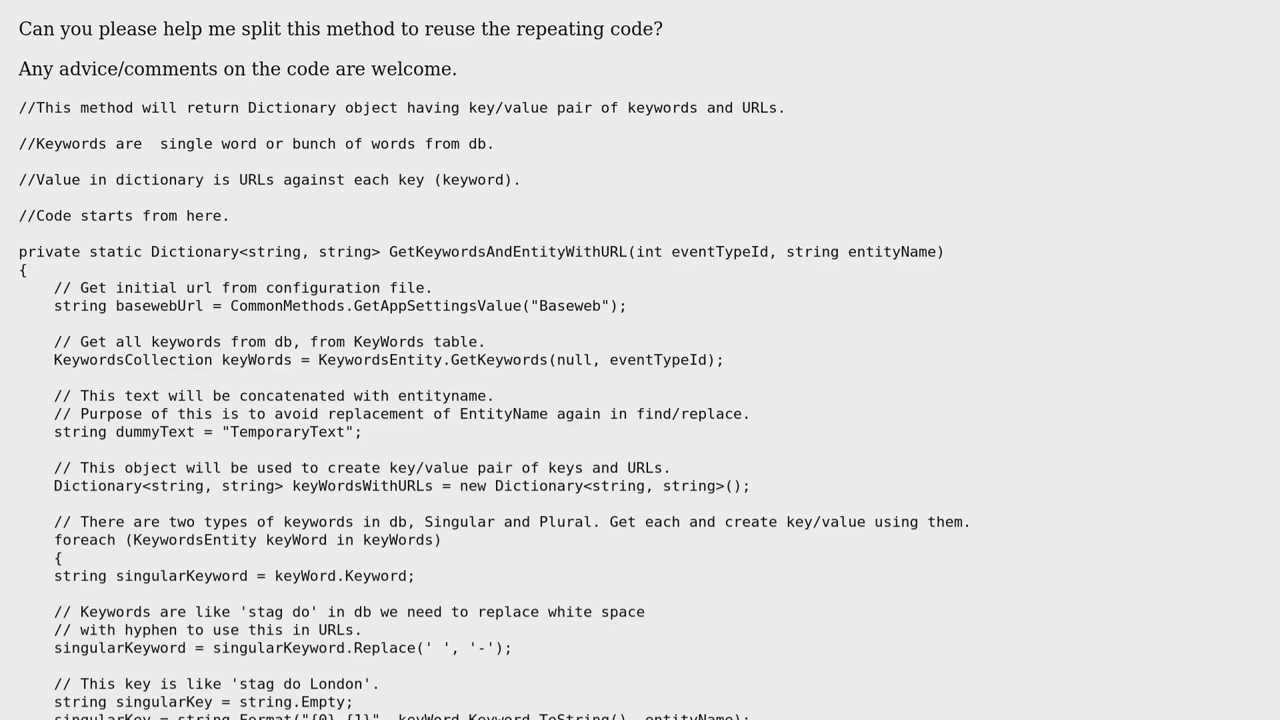 Can you please help me split this method to reuse the repeating code?
Any advice/comments on the code are welcome.
//This method will return Dictionary object having key/value pair of keywords and URLs.
//Keywords are  single word or bunch of words from db.
//Value in dictionary is URLs against each key (keyword).
//Code starts from here.
private static Dictionary<string, string> GetKeywordsAndEntityWithURL(int eventTypeId, string entityName)
{
    // Get initial url from configuration file.
    string basewebUrl = CommonMethods.GetAppSettingsValue("Baseweb");
    // Get all keywords from db, from KeyWords table.
    KeywordsCollection keyWords = KeywordsEntity.GetKeywords(null, eventTypeId);
    // This text will be concatenated with entityname.
    // Purpose of this is to avoid replacement of EntityName again in find/replace.
    string dummyText = "TemporaryText";
    // This object will be used to create key/value pair of keys and URLs.
    Dictionary<string, string> keyWordsWithURLs = new Dictionary<string, string>();
    // There are two types of keywords in db, Singular and Plural. Get each and create key/value using them.
    foreach (KeywordsEntity keyWord in keyWords)
    {
    string singularKeyword = keyWord.Keyword;
    // Keywords are like 'stag do' in db we need to replace white space
    // with hyphen to use this in URLs.
    singularKeyword = singularKeyword.Replace(' ', '-');
    // This key is like 'stag do London'.
    string singularKey = string.Empty;
    singularKey = string.Format("{0} {1}", keyWord.Keyword.ToString(), entityName);